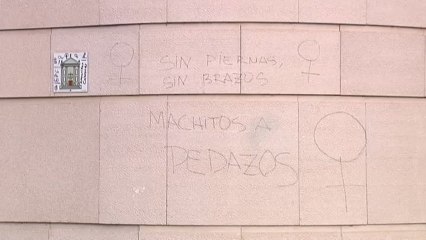 SIN PIERNAS,
SIN BRAZOS
MACHITOS A
PEDAZOS